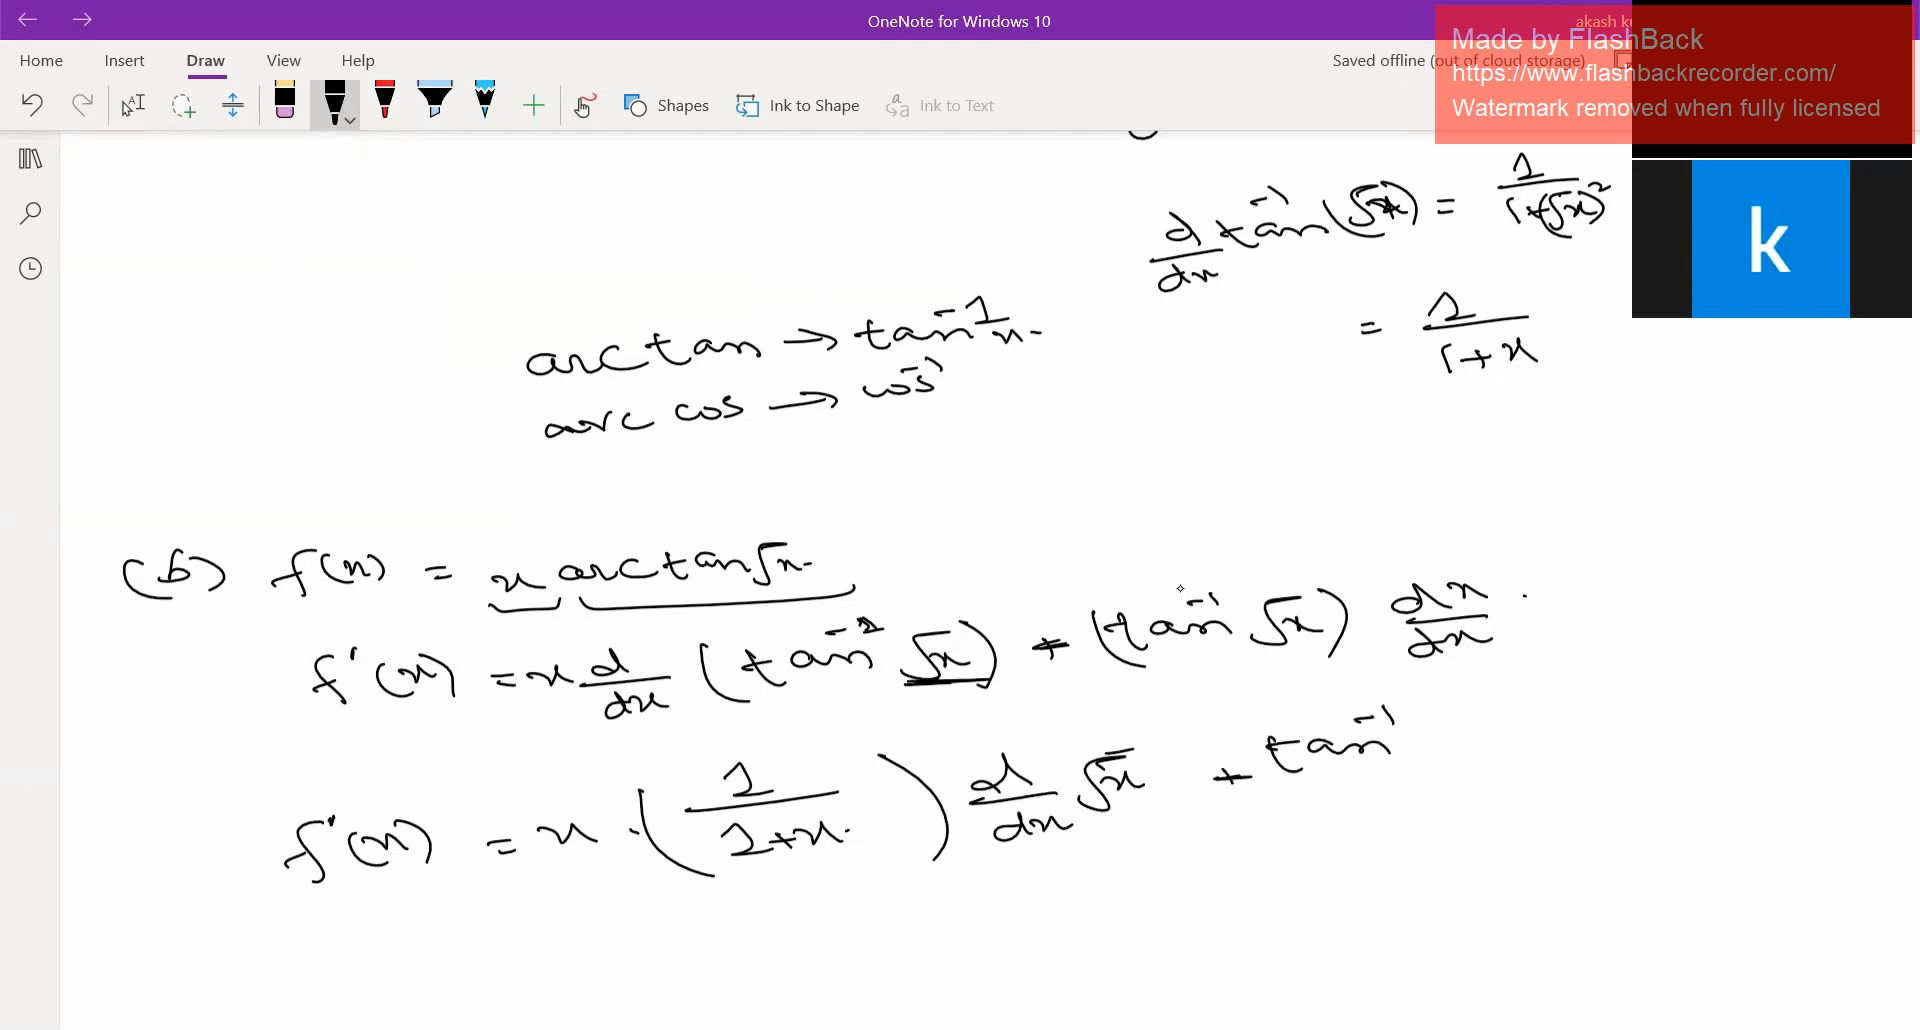 OneNote for Windows 10
akash k
Made by FlashBack
https://www.flashbackrecorder.com/
Watermark removed when fully licensed
Home Insert Draw View Help
Saved offline (out of cloud storage)
Shapes Ink to Shape Ink to Text
k
d/dx tan⁻¹(√x) = 1/(1+(√x)²)
= 1/(1+x)
arctan → tan⁻¹x
arc cos → cos⁻¹
(b) f(x) = x arctan√x
f'(x) = x d/dx (tan⁻¹ √x) + (tan⁻¹ √x) dx/dx
f'(x) = x · (1/(1+x)) d/dx √x + tan⁻¹